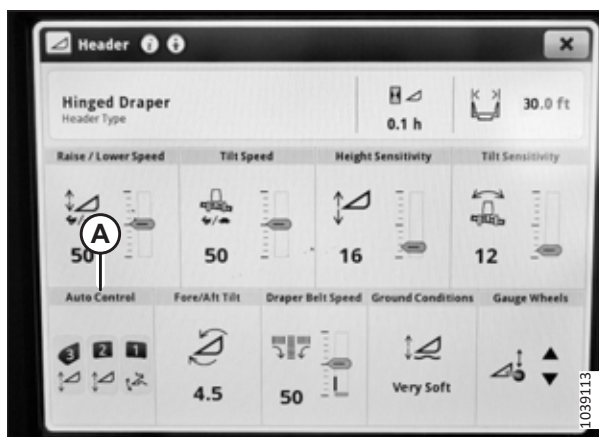 Header
Hinged Draper
Header Type
0.1 h
30.0 ft
Raise / Lower Speed
Tilt Speed
Height Sensitivity
Tilt Sensitivity
A
50
50
16
12
Auto Control
Fore/Aft Tilt
Draper Belt Speed
Ground Conditions
Gauge Wheels
3 2 1
4.5
50
Very Soft
1039113